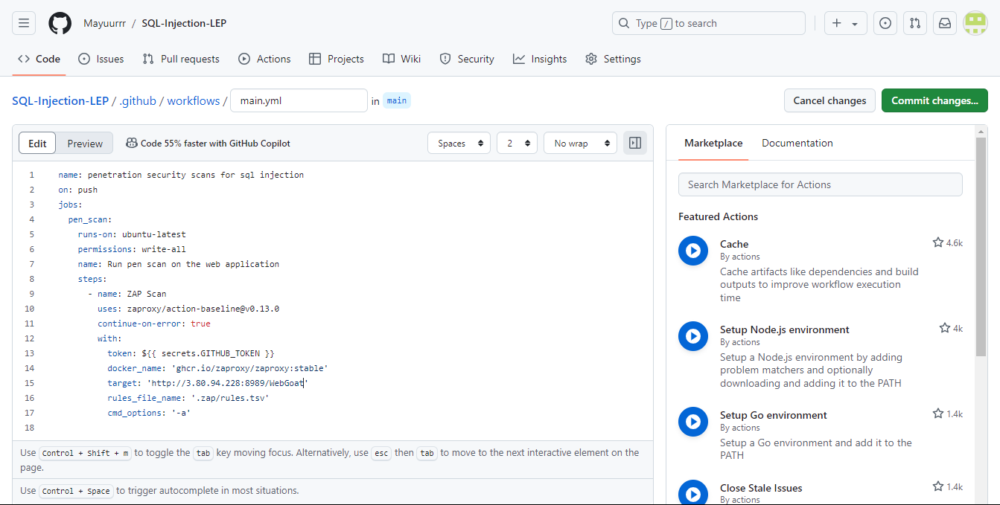 Mayuurrr / SQL-Injection-LEP
Type / to search
Code
Issues
Pull requests
Actions
Projects
Wiki
Security
Insights
Settings
SQL-Injection-LEP / .github / workflows / main.yml in main
Cancel changes
Commit changes...
Edit
Preview
Code 55% faster with GitHub Copilot
Spaces
2
No wrap
1 name: penetration security scans for sql injection
2 on: push
3 jobs:
4   pen_scan:
5     runs-on: ubuntu-latest
6     permissions: write-all
7     name: Run pen scan on the web application
8     steps:
9       - name: ZAP Scan
10         uses: zaproxy/action-baseline@v0.13.0
11         continue-on-error: true
12         with:
13           token: ${{ secrets.GITHUB_TOKEN }}
14           docker_name: 'ghcr.io/zaproxy/zaproxy:stable'
15           target: 'http://3.80.94.228:8989/WebGoat'
16           rules_file_name: '.zap/rules.tsv'
17           cmd_options: '-a'
18
Use Control + Shift + m to toggle the tab key moving focus. Alternatively, use esc then tab to move to the next interactive element on the
page.
Use Control + Space to trigger autocomplete in most situations.
Marketplace
Documentation
Search Marketplace for Actions
Featured Actions
Cache
4.6k
By actions
Cache artifacts like dependencies and build
outputs to improve workflow execution
time
Setup Node.js environment
4k
By actions
Setup a Node.js environment by adding
problem matchers and optionally
downloading and adding it to the PATH
Setup Go environment
1.4k
By actions
Setup a Go environment and add it to the
PATH
Close Stale Issues
1.4k
By actions